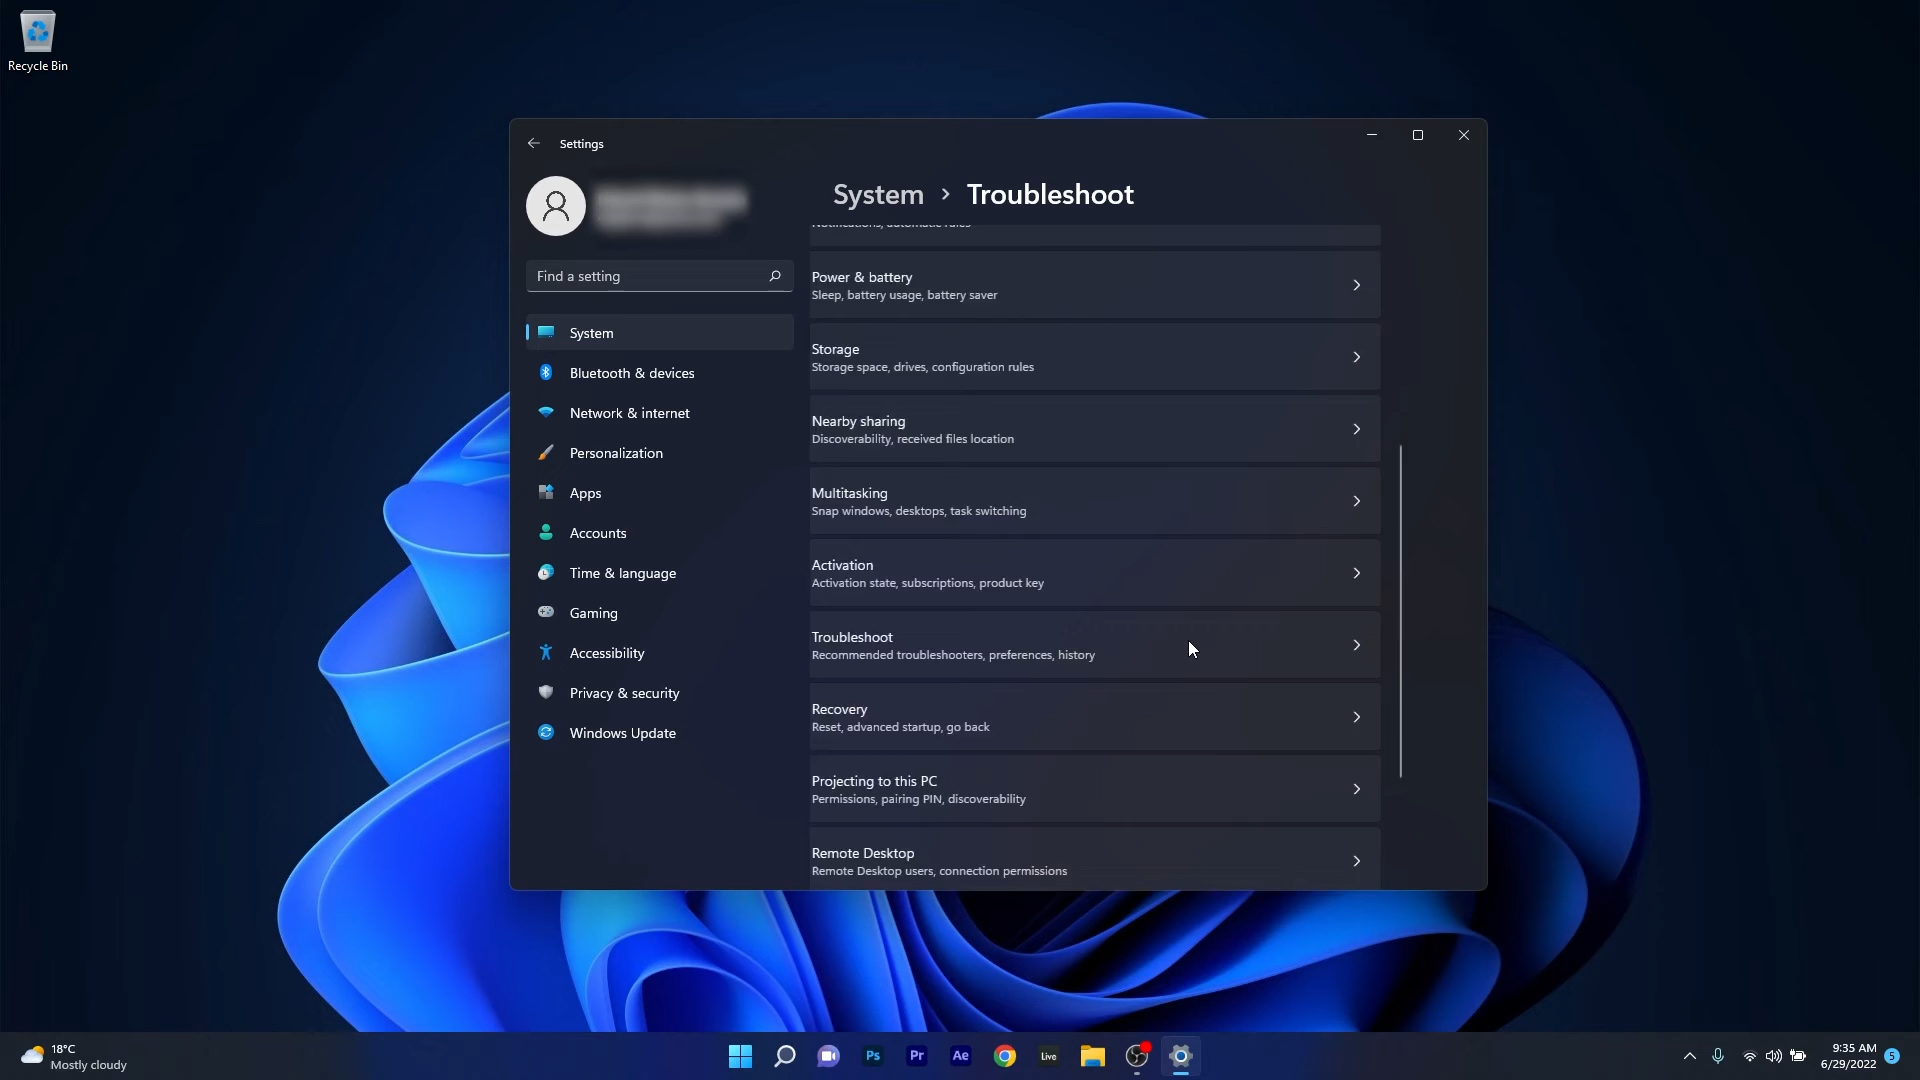 Recycle Bin
Settings
System › Troubleshoot
Find a setting
System
Bluetooth & devices
Network & internet
Personalization
Apps
Accounts
Time & language
Gaming
Accessibility
Privacy & security
Windows Update
Notifications, automatic rules
Power & battery
Sleep, battery usage, battery saver
Storage
Storage space, drives, configuration rules
Nearby sharing
Discoverability, received files location
Multitasking
Snap windows, desktops, task switching
Activation
Activation state, subscriptions, product key
Troubleshoot
Recommended troubleshooters, preferences, history
Recovery
Reset, advanced startup, go back
Projecting to this PC
Permissions, pairing PIN, discoverability
Remote Desktop
Remote Desktop users, connection permissions
18°C
Mostly cloudy
Ps
Pr
Ae
Live
9:35 AM
6/29/2022
5